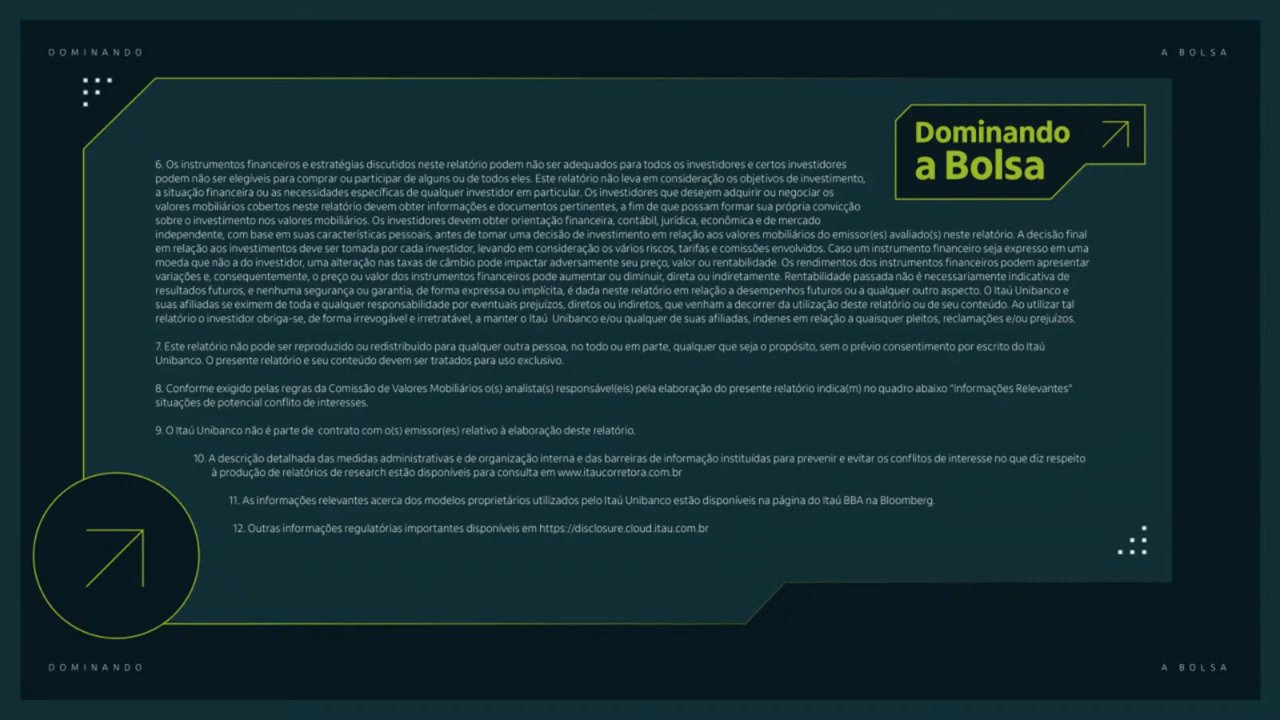 DOMINANDO
A BOLSA
Dominando
a Bolsa
6. Os instrumentos financeiros e estratégias discutidos neste relatório podem não ser adequados para todos os investidores e certos investidores
podem não ser elegíveis para comprar ou participar de alguns ou de todos eles. Este relatório não leva em consideração os objetivos de investimento,
a situação financeira ou as necessidades específicas de qualquer investidor em particular. Os investidores que desejem adquirir ou negociar os
valores mobiliários cobertos neste relatório devem obter informações e documentos pertinentes, a fim de que possam formar sua própria convicção
sobre o investimento nos valores mobiliários. Os investidores devem obter orientação financeira, contábil, jurídica, econômica e de mercado
independente, com base em suas características pessoais, antes de tomar uma decisão de investimento em relação aos valores mobiliários do emissor(es) avaliado(s) neste relatório. A decisão final
em relação aos investimentos deve ser tomada por cada investidor, levando em consideração os vários riscos, tarifas e comissões envolvidos. Caso um instrumento financeiro seja expresso em uma
moeda que não a do investidor, uma alteração nas taxas de câmbio pode impactar adversamente seu preço, valor ou rentabilidade. Os rendimentos dos instrumentos financeiros podem apresentar
variações e, consequentemente, o preço ou valor dos instrumentos financeiros pode aumentar ou diminuir, direta ou indiretamente. Rentabilidade passada não é necessariamente indicativa de
resultados futuros, e nenhuma segurança ou garantia, de forma expressa ou implícita, é dada neste relatório em relação a desempenhos futuros ou a qualquer outro aspecto. O Itaú Unibanco e
suas afiliadas se eximem de toda e qualquer responsabilidade por eventuais prejuízos, diretos ou indiretos, que venham a decorrer da utilização deste relatório ou de seu conteúdo. Ao utilizar tal
relatório o investidor obriga-se, de forma irrevogável e irretratável, a manter o Itaú Unibanco e/ou qualquer de suas afiliadas, indenes em relação a quaisquer pleitos, reclamações e/ou prejuízos.
7. Este relatório não pode ser reproduzido ou redistribuído para qualquer outra pessoa, no todo ou em parte, qualquer que seja o propósito, sem o prévio consentimento por escrito do Itaú
Unibanco. O presente relatório e seu conteúdo devem ser tratados para uso exclusivo.
8. Conforme exigido pelas regras da Comissão de Valores Mobiliários o(s) analista(s) responsável(eis) pela elaboração do presente relatório indica(m) no quadro abaixo "Informações Relevantes"
situações de potencial conflito de interesses.
9. O Itaú Unibanco não é parte de contrato com o(s) emissor(es) relativo à elaboração deste relatório.
10. A descrição detalhada das medidas administrativas e de organização interna e das barreiras de informação instituídas para prevenir e evitar os conflitos de interesse no que diz respeito
à produção de relatórios de research estão disponíveis para consulta em www.itaucorretora.com.br
11. As informações relevantes acerca dos modelos proprietários utilizados pelo Itaú Unibanco estão disponíveis na página do Itaú BBA na Bloomberg.
12. Outras informações regulatórias importantes disponíveis em https://disclosure.cloud.itau.com.br
DOMINANDO
A BOLSA